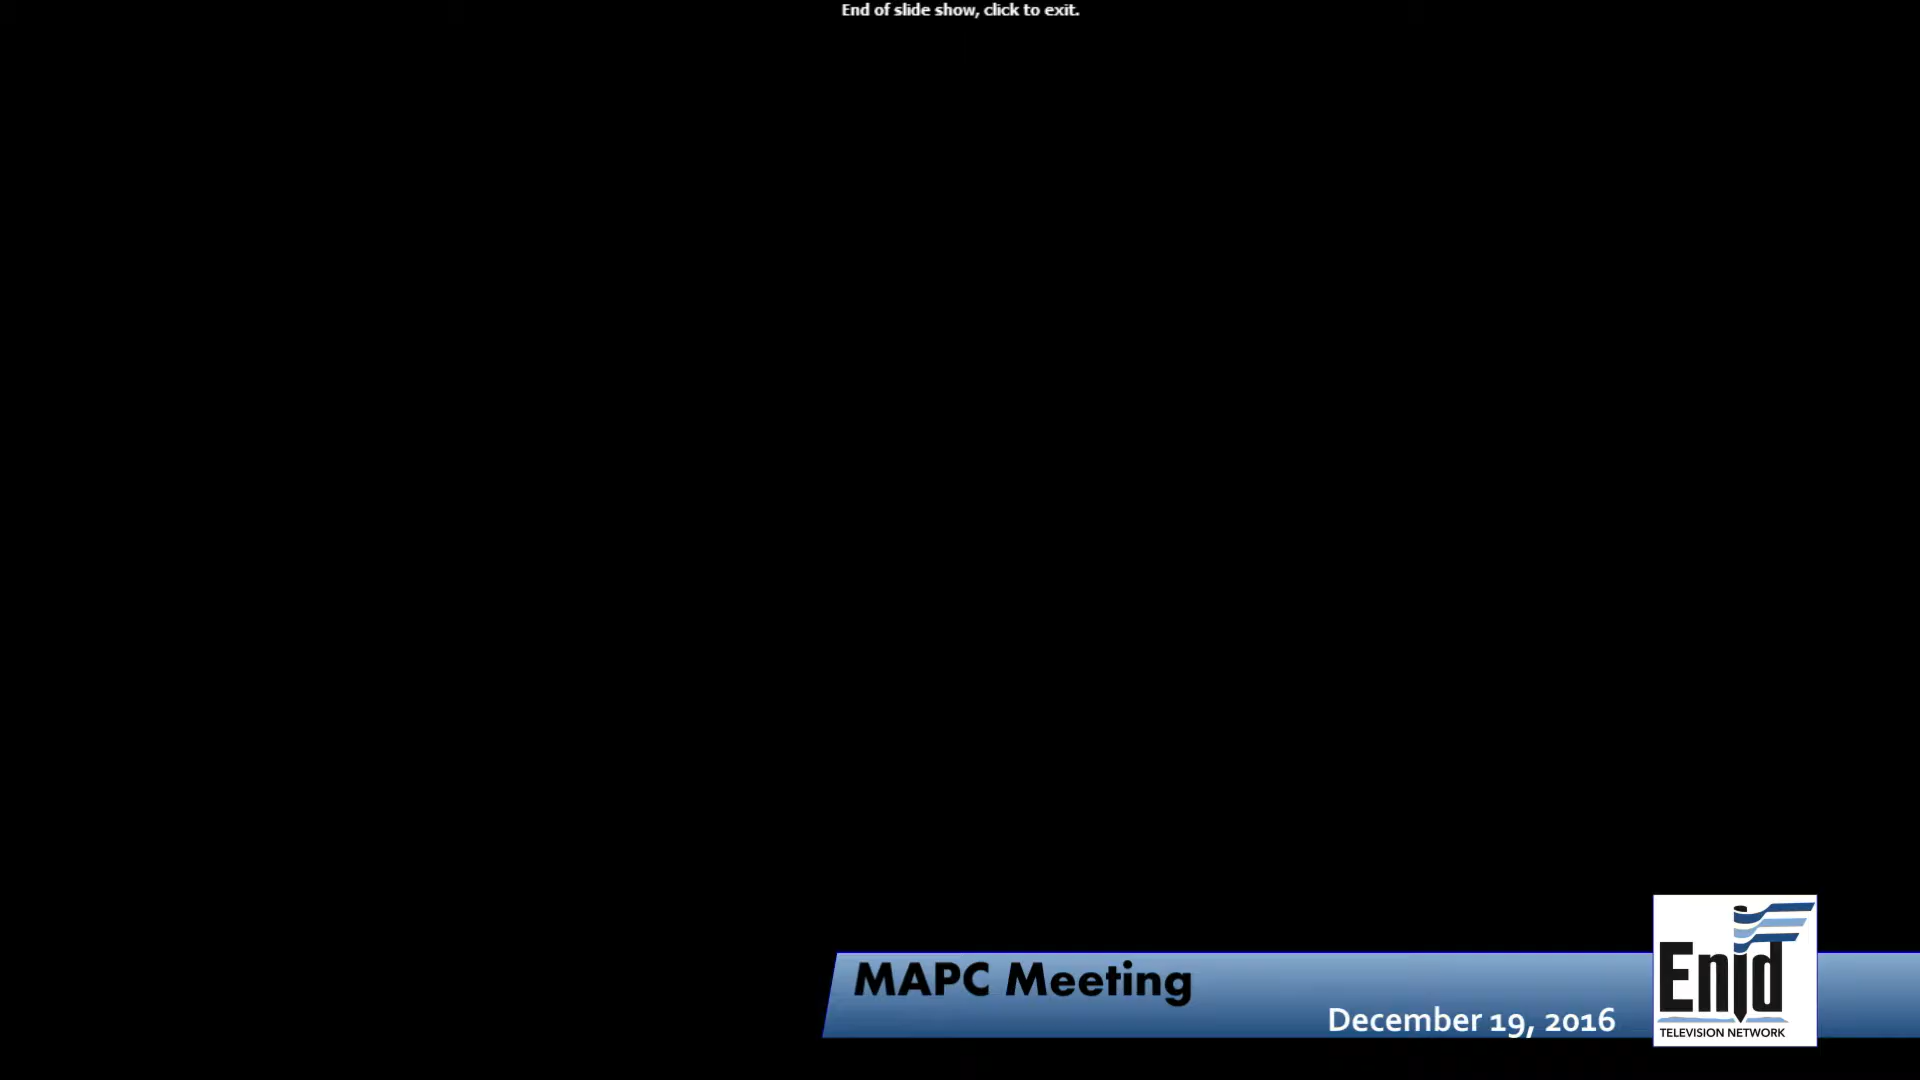 End of slide show, click to exit.
MAPC Meeting
December 19, 2016
Enid
TELEVISION NETWORK